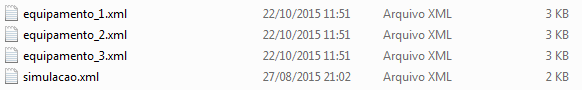 equipamento_1.xml 22/10/2015 11:51 Arquivo XML 3 KB
equipamento_2.xml 22/10/2015 11:51 Arquivo XML 3 KB
equipamento_3.xml 22/10/2015 11:51 Arquivo XML 3 KB
simulacao.xml 27/08/2015 21:02 Arquivo XML 2 KB